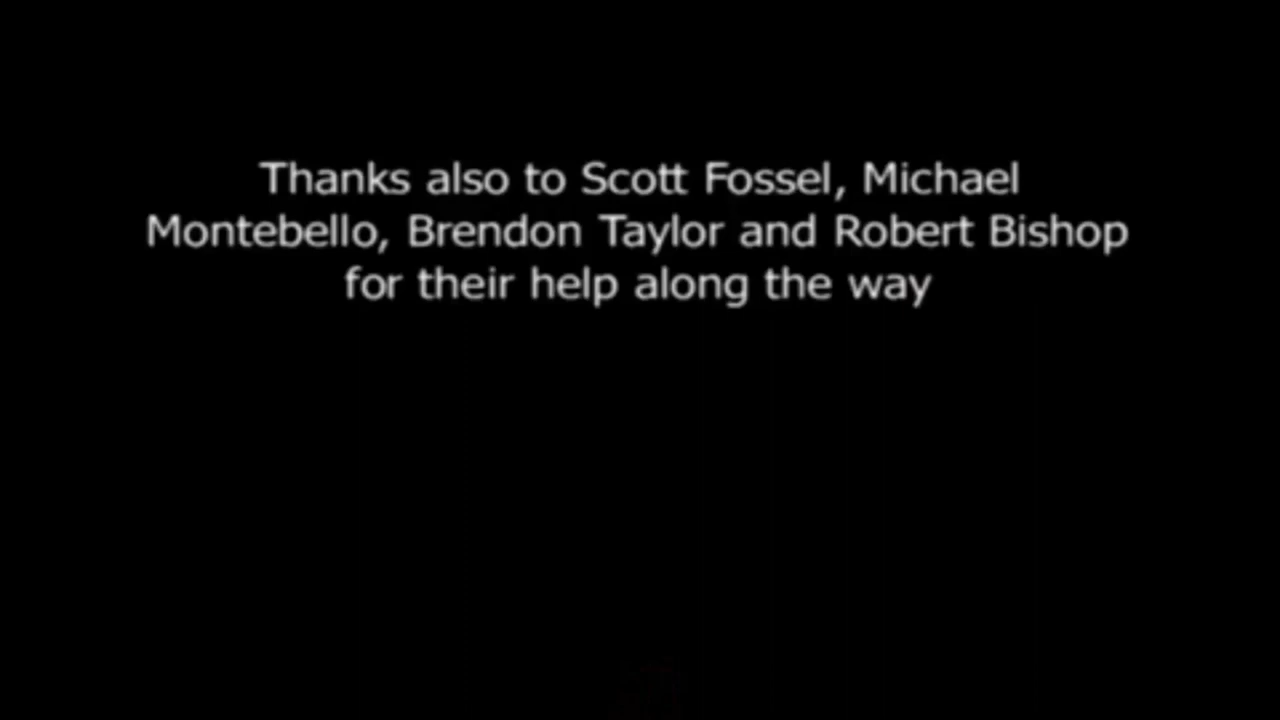 Thanks also to Scott Fossel, Michael
Montebello, Brendon Taylor and Robert Bishop
for their help along the way